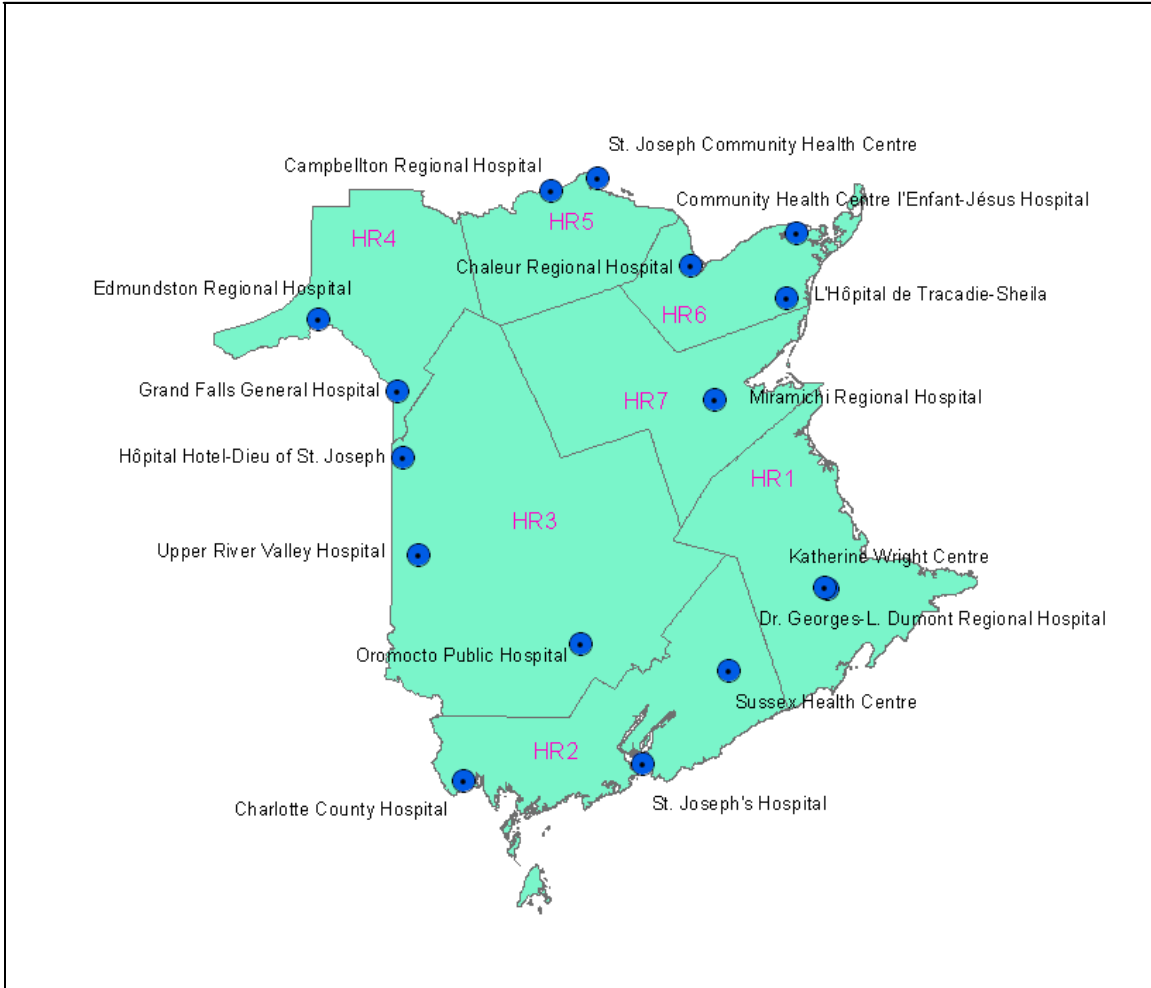 St. Joseph Community Health Centre
Campbellton Regional Hospital
Community Health Centre l'Enfant-Jésus Hospital
HR5
HR4
Chaleur Regional Hospital
Edmundston Regional Hospital
L'Hôpital de Tracadie-Sheila
HR6
Grand Falls General Hospital
HR7
Miramichi Regional Hospital
Hôpital Hotel-Dieu of St. Joseph
HR1
HR3
Upper River Valley Hospital
Katherine Wright Centre
Dr. Georges-L. Dumont Regional Hospital
Oromocto Public Hospital
Sussex Health Centre
HR2
St. Joseph's Hospital
Charlotte County Hospital